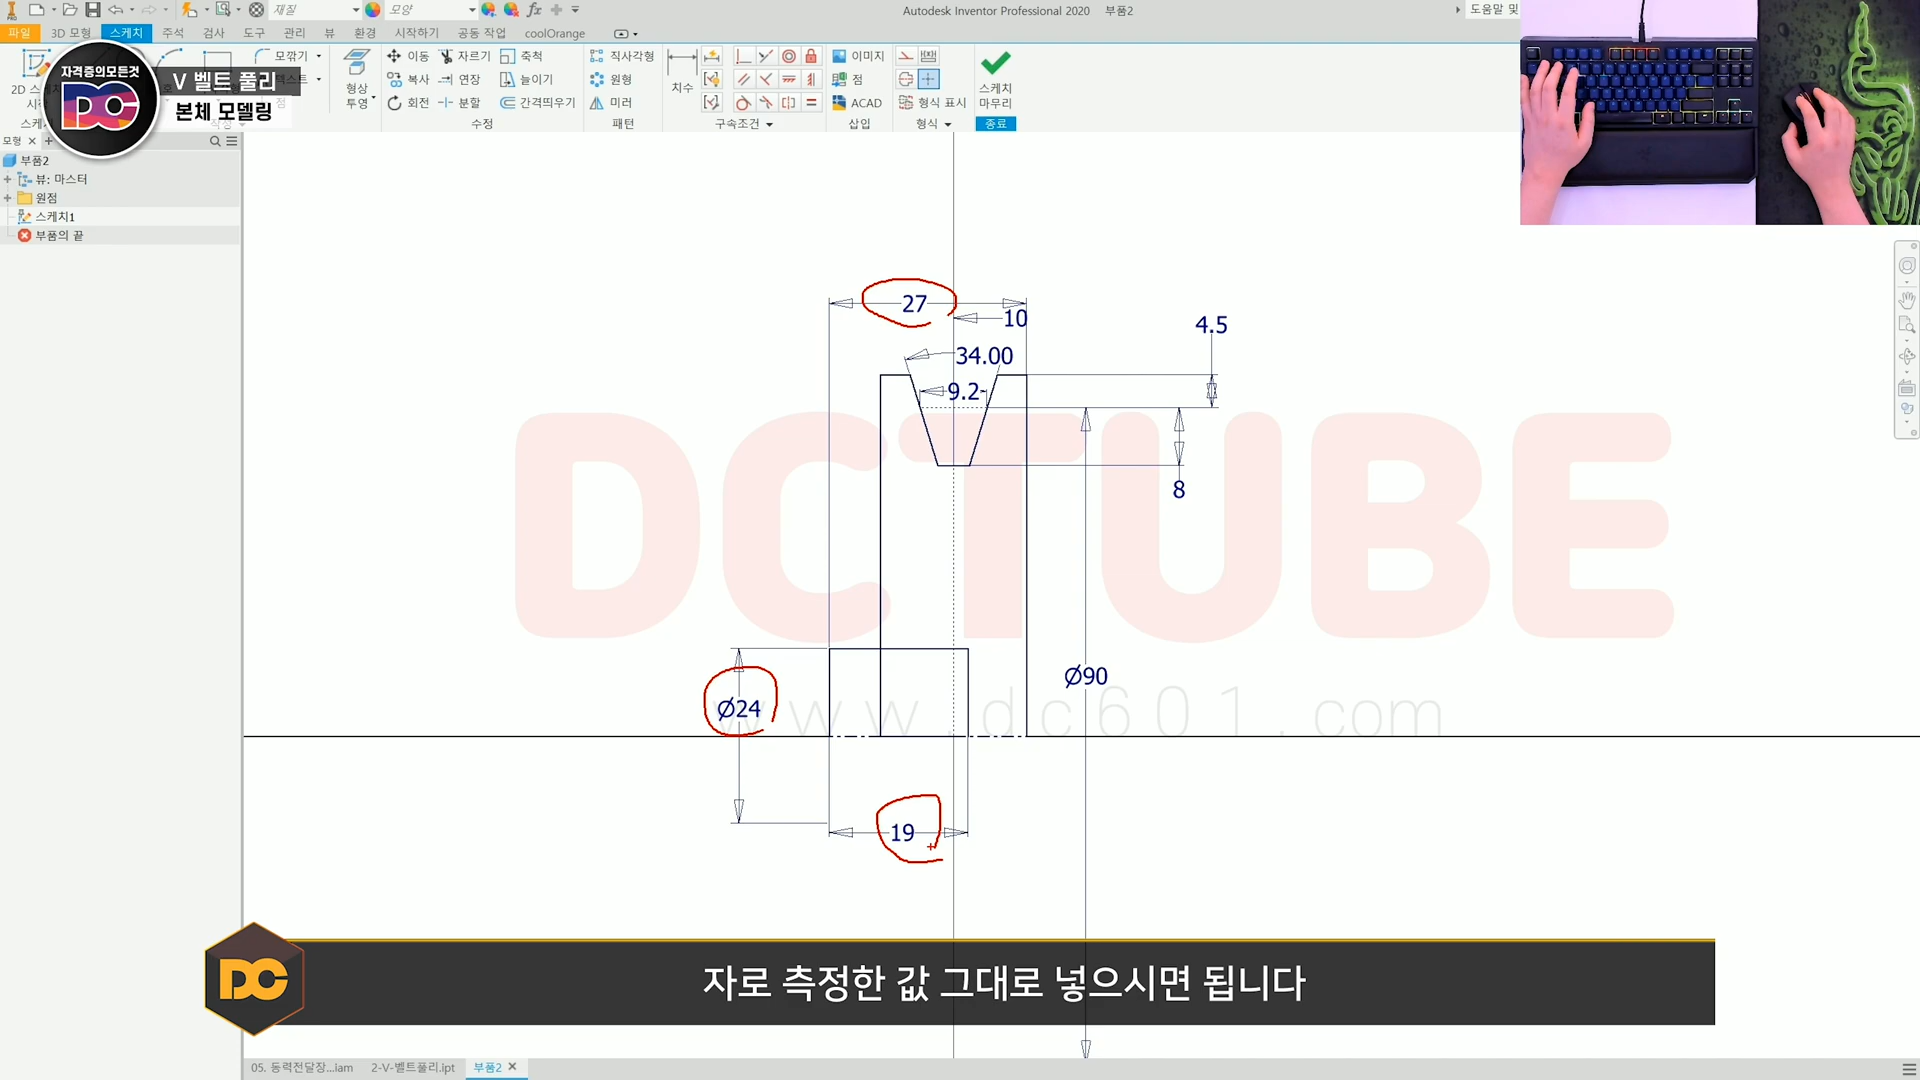 재질
모양
Autodesk Inventor Professional 2020 부품2
도움말 및
파일 3D 모형 스케치 주석 검사 도구 관리 뷰 환경 시작하기 공동 작업 coolOrange
모깎기
이동 자르기 축척
직사각형
이미지
복사 연장 늘이기
원형
점
회전 분할 간격띄우기
미러
ACAD
형식 표시
형상
투영
치수
스케치
마무리
수정
패턴
구속조건
삽입
형식
종료
자격증의모든것
DC
V 벨트 풀리
본체 모델링
모형
부품2
뷰: 마스터
원점
스케치1
부품의 끝
27
10
4.5
34.00
9.2
8
DCTUBE
Ø90
Ø24
www.dc601.com
19
DC
자로 측정한 값 그대로 넣으시면 됩니다
05. 동력전달장...iam 2-V-벨트풀리.ipt 부품2